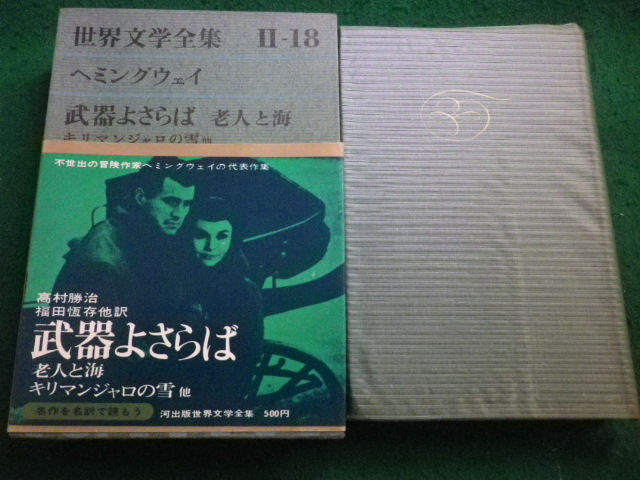 世界文学全集 II-18
ヘミングウェイ
武器よさらば 老人と海
キリマンジャロの雪 他
不世出の冒険作家ヘミングウェイの代表作集
高村勝治
福田恆存他訳
武器よさらば
老人と海
キリマンジャロの雪 他
名作を名訳で読もう
河出版世界文学全集 500円